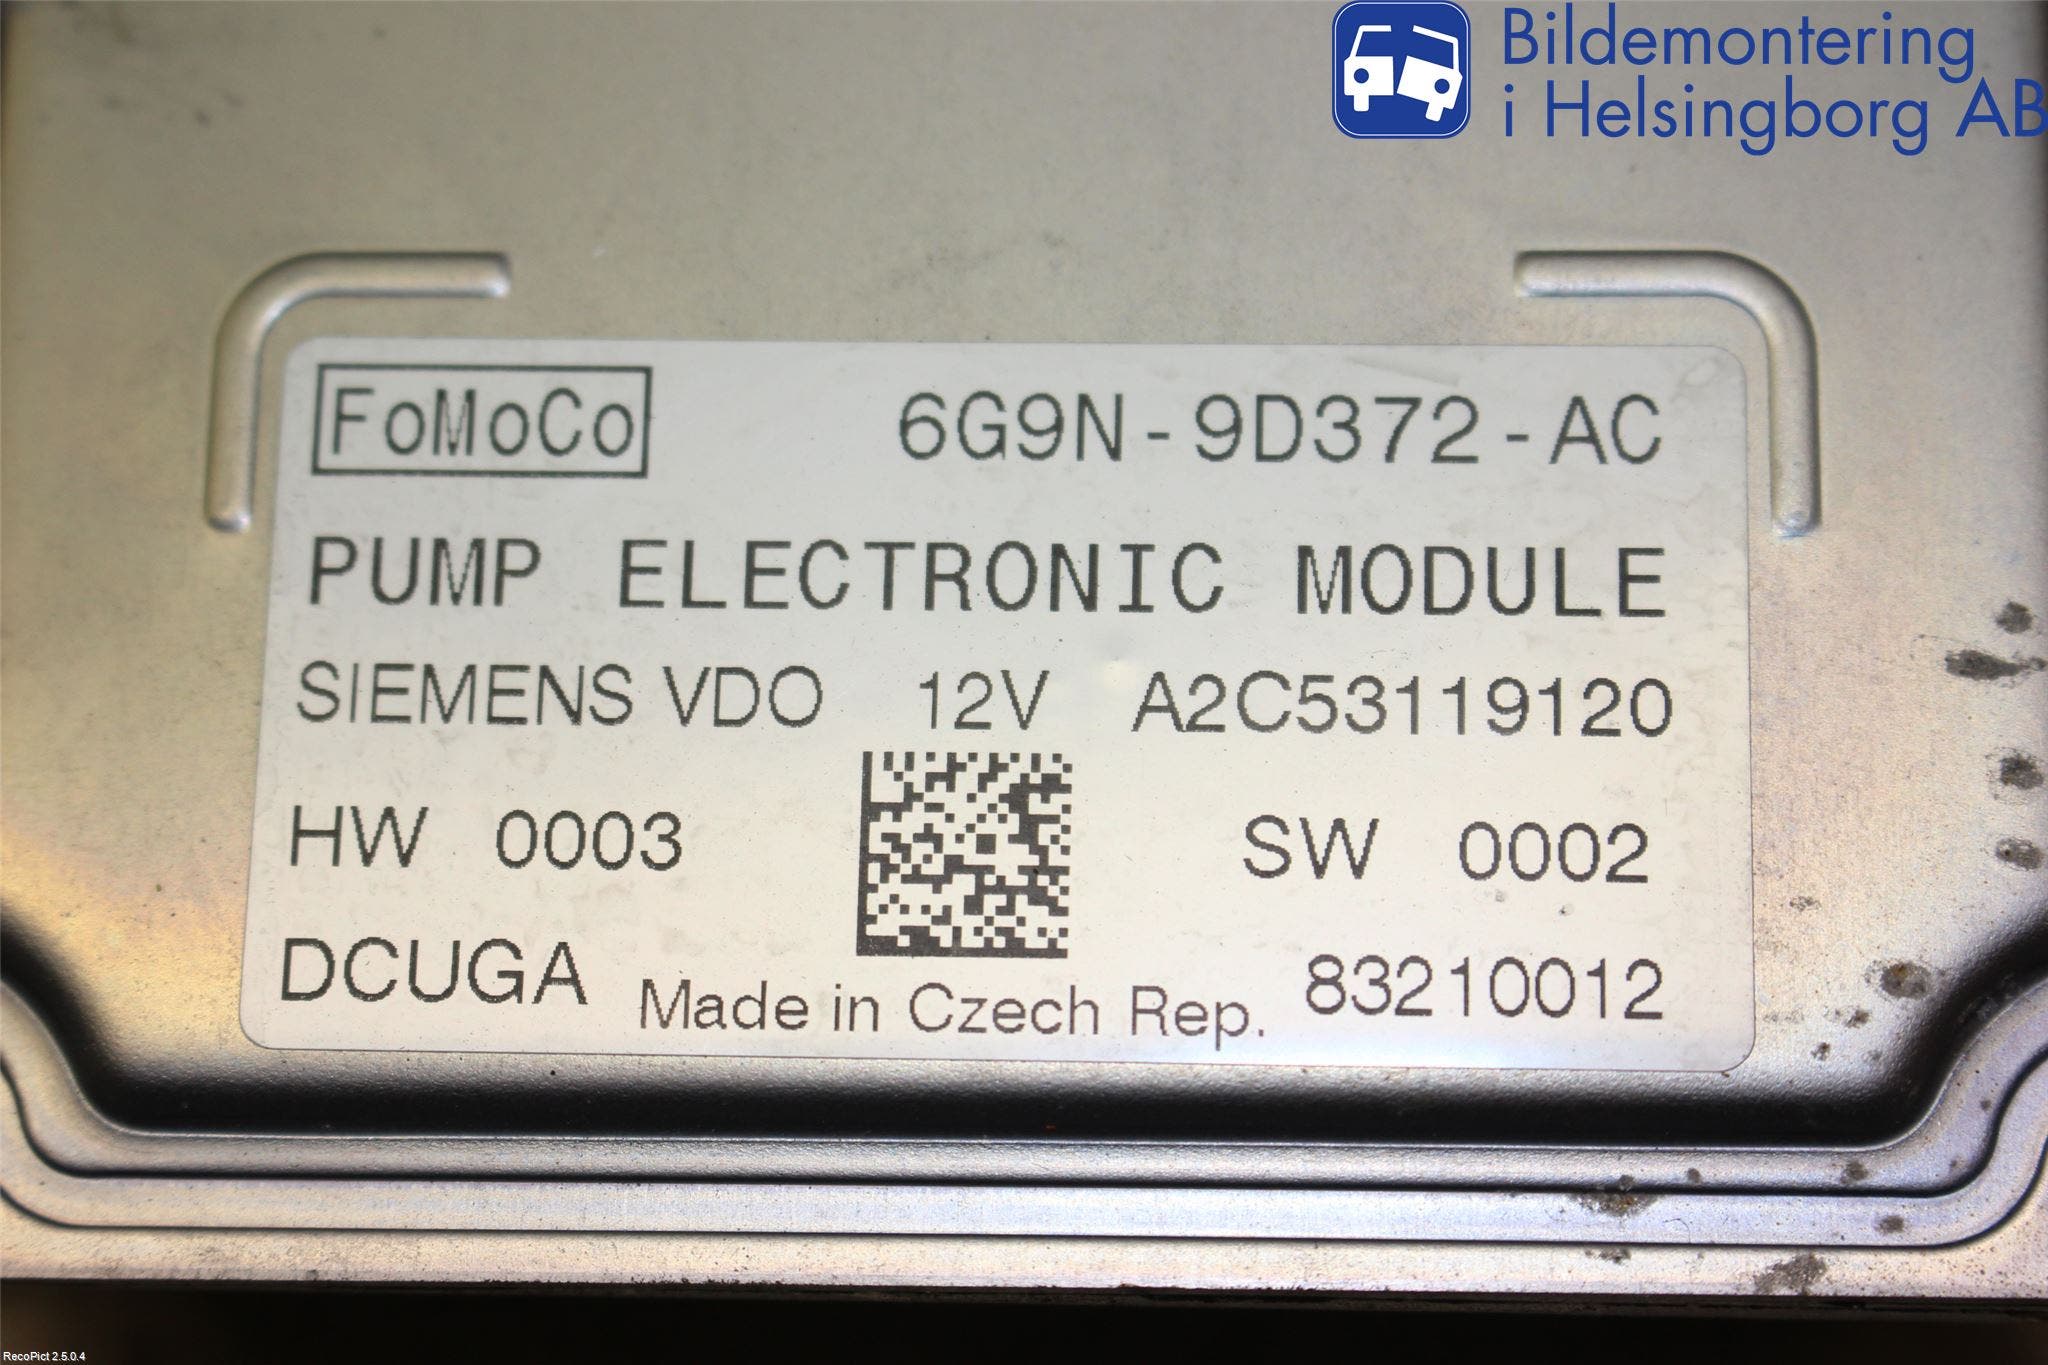 Bildemontering
i Helsingborg AB
FoMoCo 6G9N-9D372-AC
PUMP ELECTRONIC MODULE
SIEMENS VDO 12V A2C53119120
HW 0003 SW 0002
DCUGA Made in Czech Rep. 83210012
RecoPict 2.5.0.4